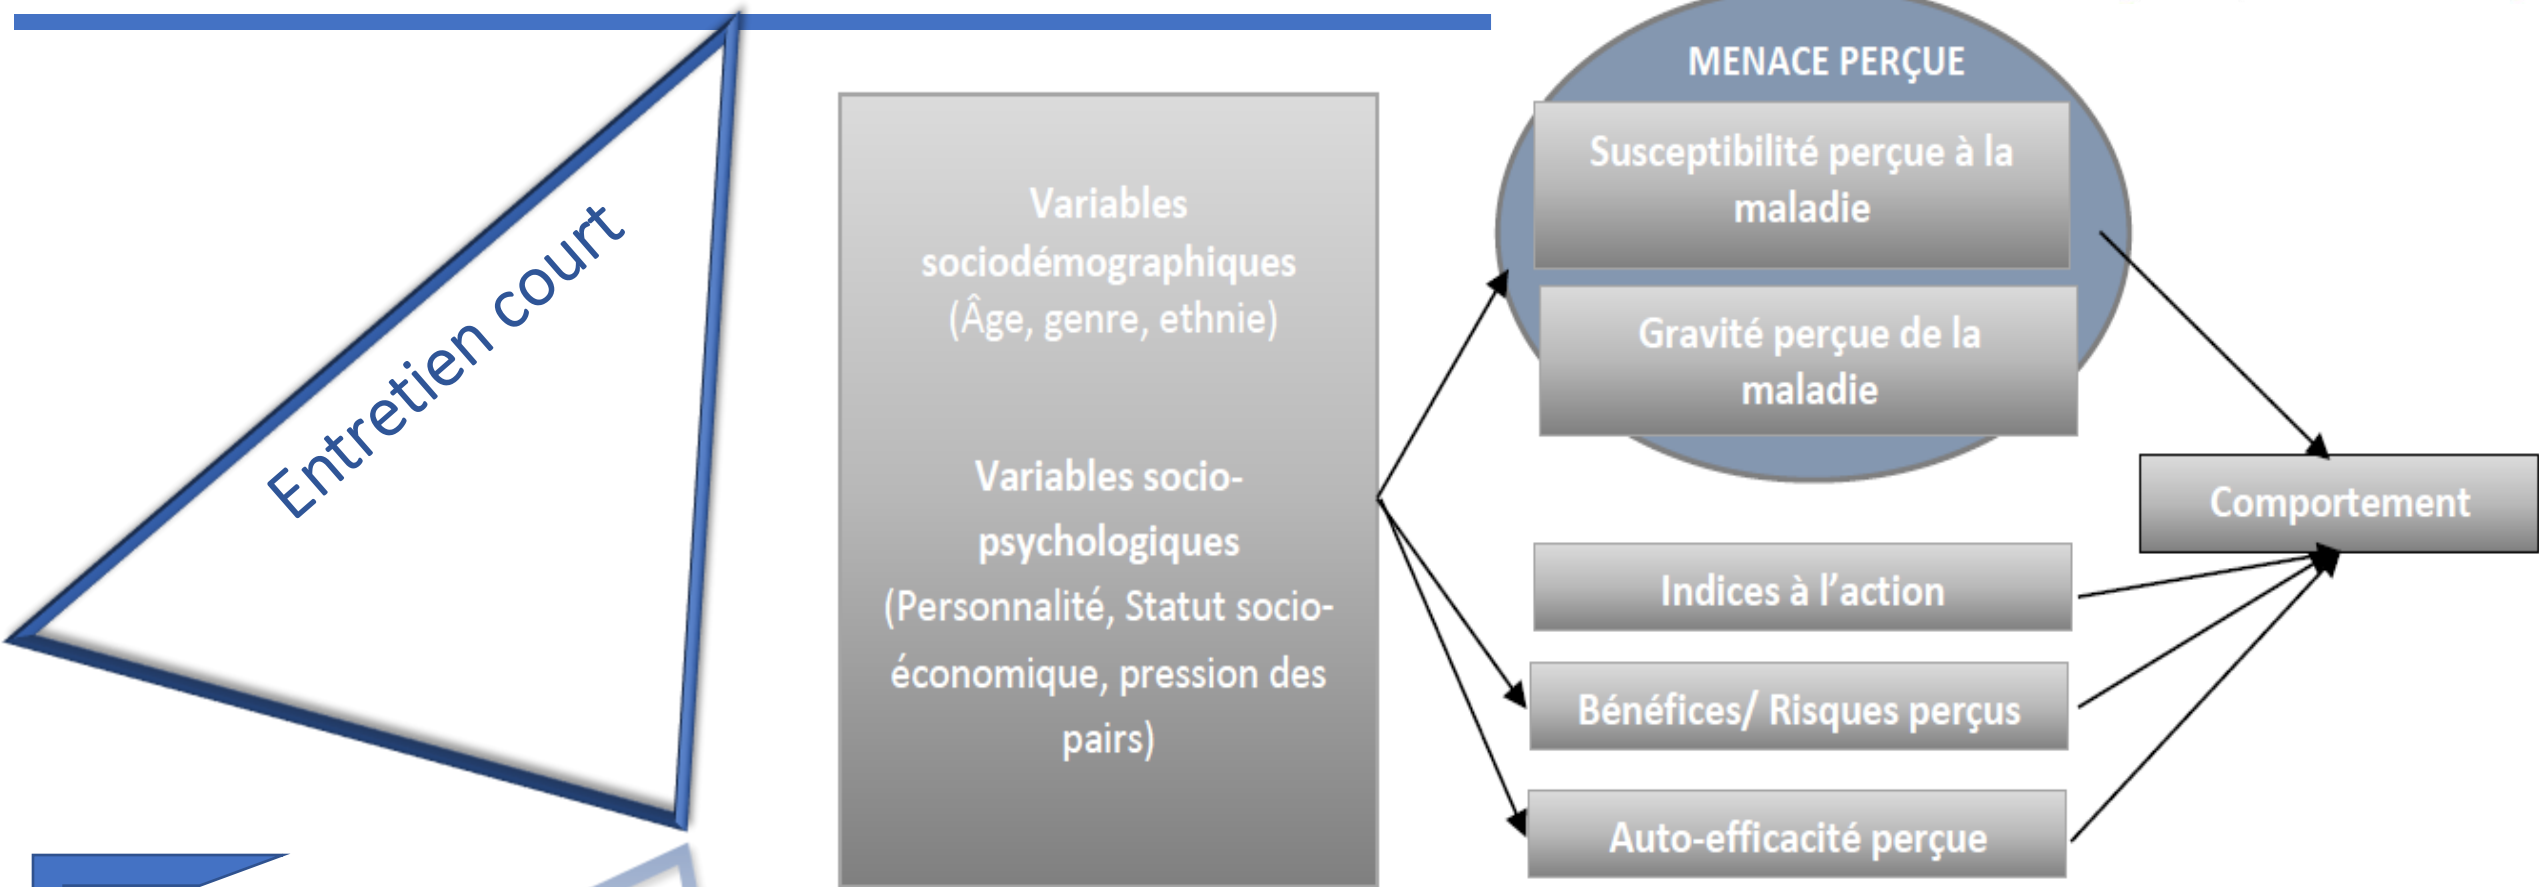 Entretien court
Variables
sociodémographiques
(Âge, genre, ethnie)
Variables socio-
psychologiques
(Personnalité, Statut socio-
économique, pression des
pairs)
MENACE PERÇUE
Susceptibilité perçue à la
maladie
Gravité perçue de la
maladie
Indices à l’action
Bénéfices/ Risques perçus
Auto-efficacité perçue
Comportement